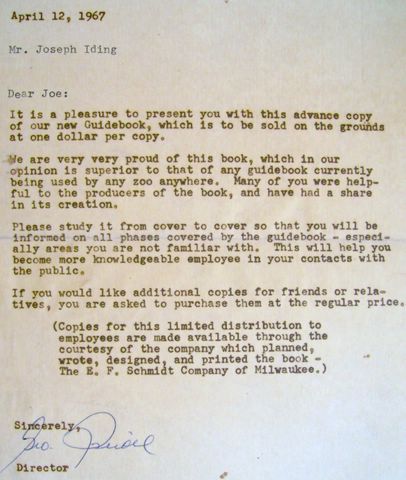 April 12, 1967
Mr. Joseph Iding
Dear Joe:
It is a pleasure to present you with this advance copy
of our new Guidebook, which is to be sold on the grounds
at one dollar per copy.
We are very very proud of this book, which in our
opinion is superior to that of any guidebook currently
being used by any zoo anywhere. Many of you were help-
ful to the producers of the book, and have had a
share in its creation.
Please study it from cover to cover so that you will be
informed on all phases covered by the guidebook - especi-
ally areas you are not familiar with. This will help you
become more knowledgeable employee in your contacts with
the public.
If you would like additional copies for friends or rela-
tives, you are asked to purchase them at the regular price.
(Copies for this limited distribution to
employees are made available through the
courtesy of the company which planned,
wrote, designed, and printed the book -
The E. F. Schmidt Company of Milwaukee.)
Sincerely,
Geo.
Director